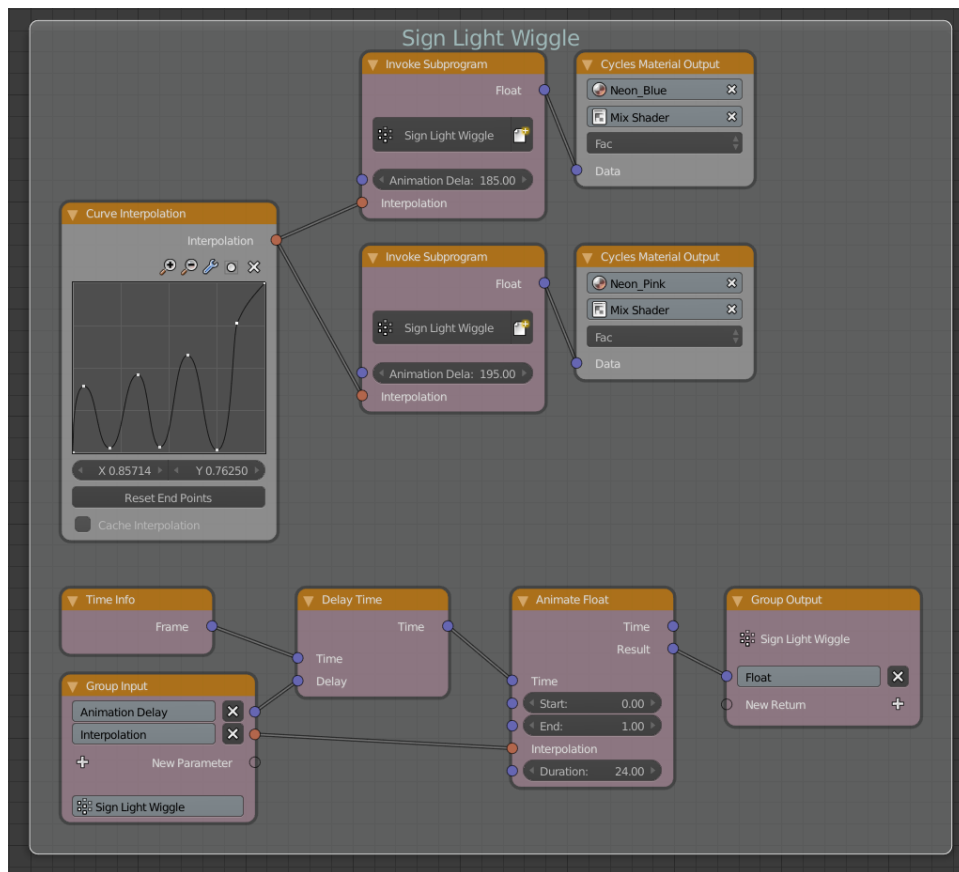 Sign Light Wiggle
Invoke Subprogram
Float
Sign Light Wiggle
Animation Dela: 185.00
Interpolation
Cycles Material Output
Neon_Blue
Mix Shader
Fac
Data
Curve Interpolation
Interpolation
X 0.85714
Y 0.76250
Reset End Points
Cache Interpolation
Invoke Subprogram
Float
Sign Light Wiggle
Animation Dela: 195.00
Interpolation
Cycles Material Output
Neon_Pink
Mix Shader
Fac
Data
Time Info
Frame
Group Input
Animation Delay
Interpolation
New Parameter
Sign Light Wiggle
Delay Time
Time
Time
Delay
Animate Float
Time
Result
Time
Start: 0.00
End: 1.00
Interpolation
Duration: 24.00
Group Output
Sign Light Wiggle
Float
New Return